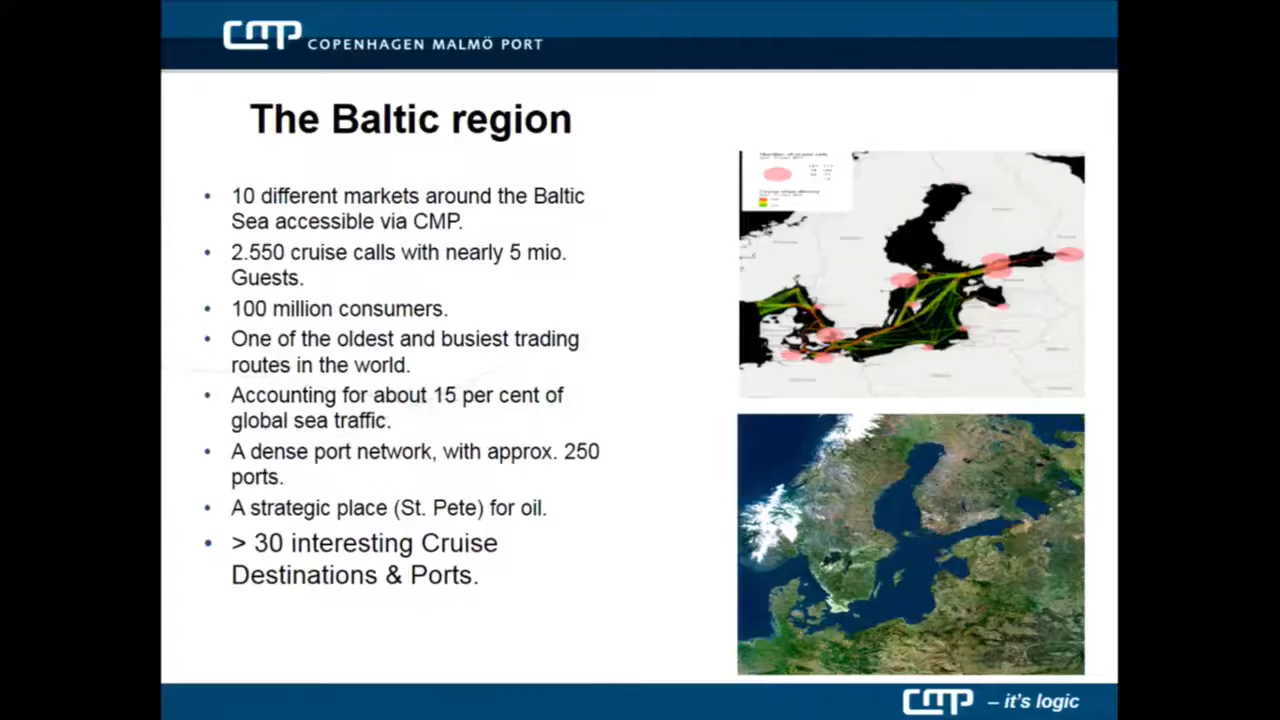 CMP COPENHAGEN MALMÖ PORT
The Baltic region
• 10 different markets around the Baltic
Sea accessible via CMP.
• 2.550 cruise calls with nearly 5 mio.
Guests.
• 100 million consumers.
• One of the oldest and busiest trading
routes in the world.
• Accounting for about 15 per cent of
global sea traffic.
• A dense port network, with approx. 250
ports.
• A strategic place (St. Pete) for oil.
• > 30 interesting Cruise
Destinations & Ports.
CMP – it's logic